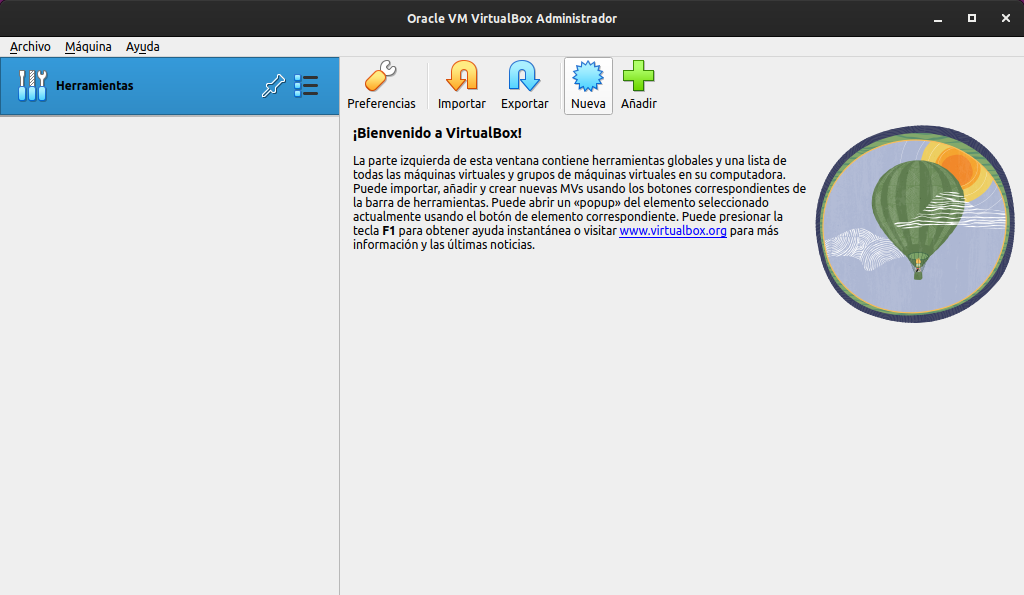 Oracle VM VirtualBox Administrador
Archivo Máquina Ayuda
Herramientas
Preferencias Importar Exportar Nueva Añadir
¡Bienvenido a VirtualBox!
La parte izquierda de esta ventana contiene herramientas globales y una lista de
todas las máquinas virtuales y grupos de máquinas virtuales en su computadora.
Puede importar, añadir y crear nuevas MVs usando los botones correspondientes de
la barra de herramientas. Puede abrir un «popup» del elemento seleccionado
actualmente usando el botón de elemento correspondiente. Puede presionar la
tecla F1 para obtener ayuda instantánea o visitar www.virtualbox.org para más
información y las últimas noticias.